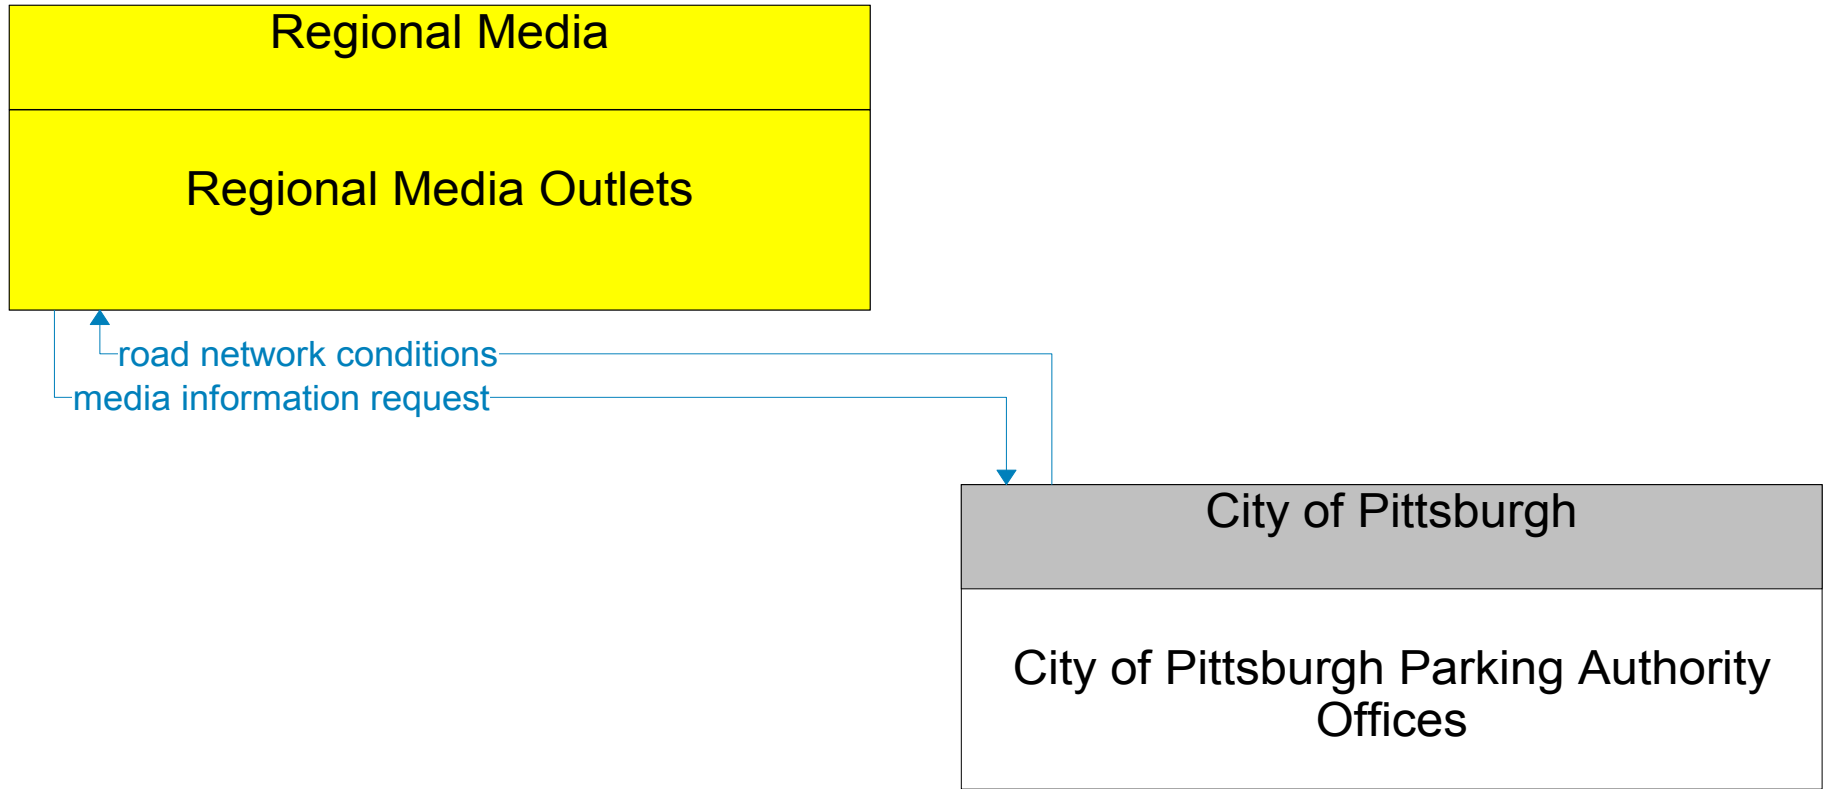 Regional Media
Regional Media Outlets
road network conditions
media information request
City of Pittsburgh
City of Pittsburgh Parking Authority
Offices